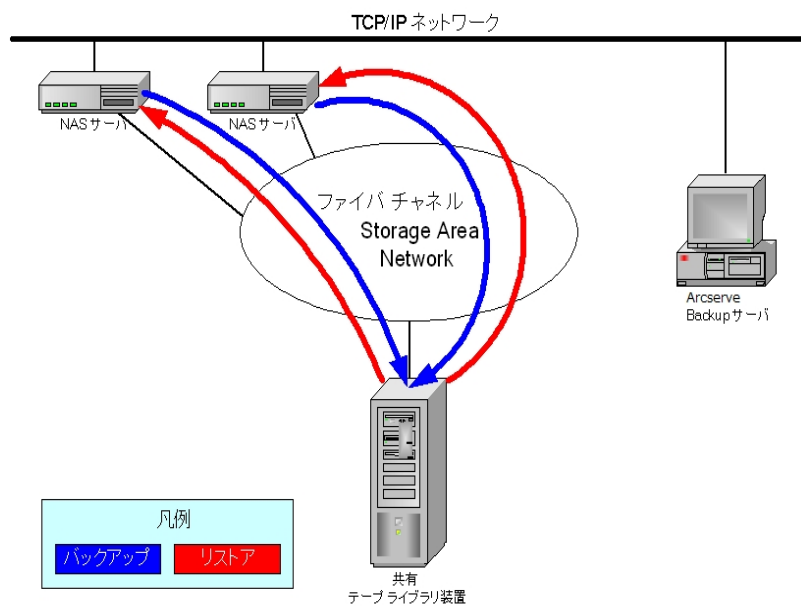 TCP/IP ネットワーク
NASサーバ
NASサーバ
ファイバ チャネル
Storage Area
Network
Arcserve
Backupサーバ
凡例
バックアップ
リストア
共有
テープ ライブラリ装置